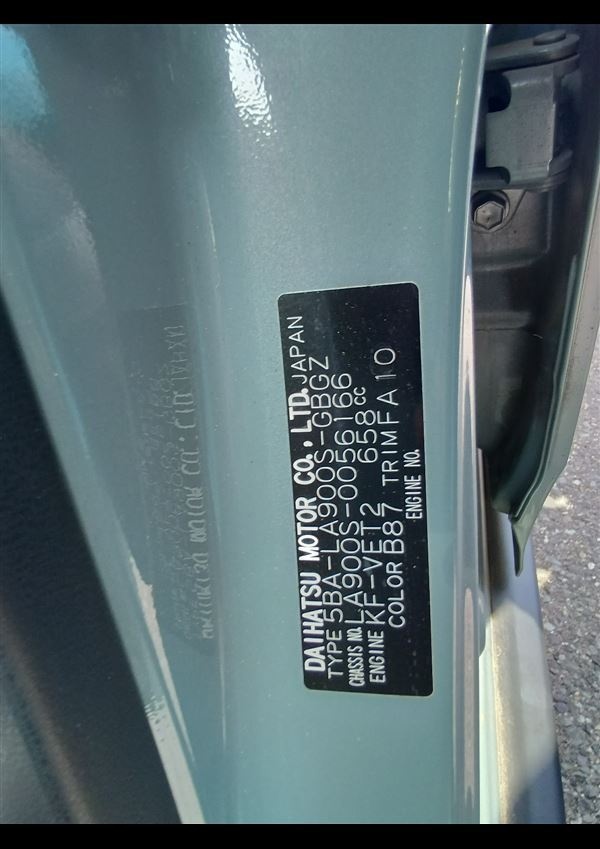 DAIHATSU MOTOR CO., LTD. JAPAN
TYPE 5BA-LA900S-GBGZ
CHASSIS NO. LA900S-0056166
ENGINE KF-VET2 658cc
COLOR B87 TRIM FA10
ENGINE NO.